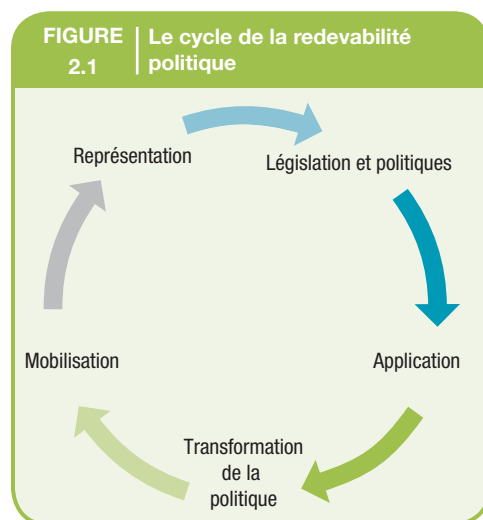 FIGURE
2.1
Le cycle de la redevabilité
politique
Représentation
Législation et politiques
Mobilisation
Application
Transformation
de la
politique